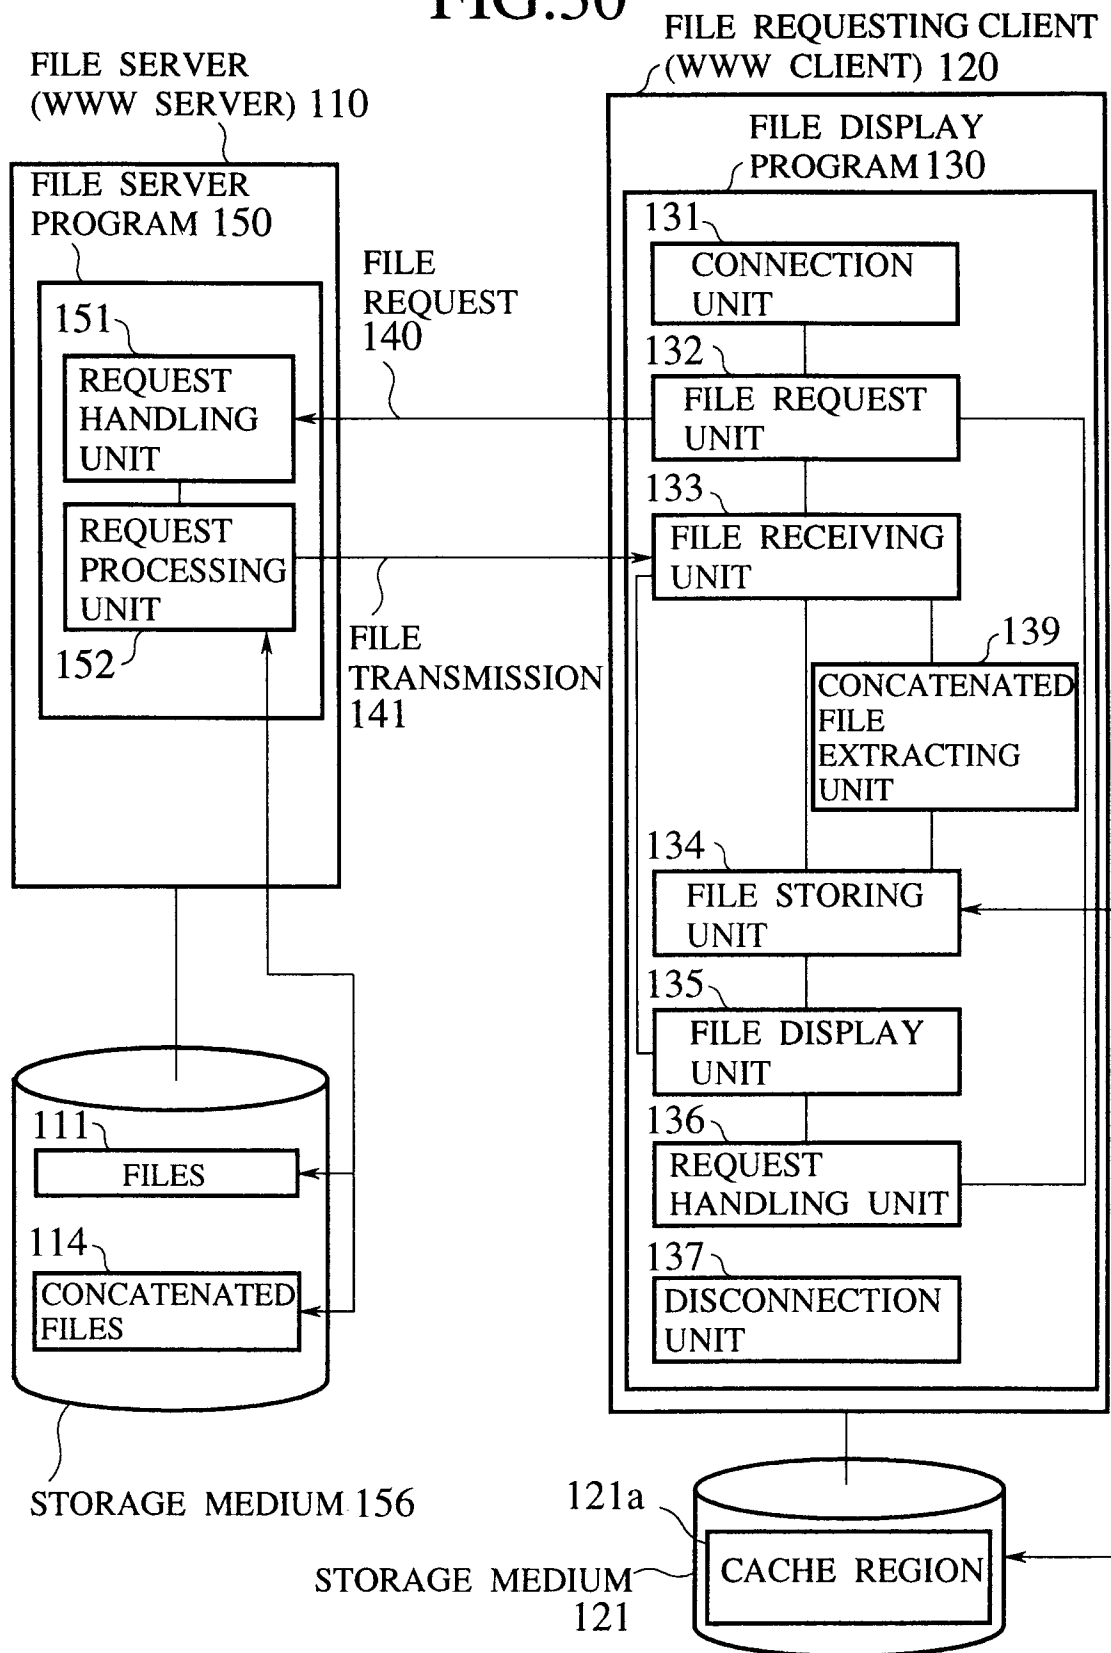 FIG.30
FILE REQUESTING CLIENT
(WWW CLIENT) 120
FILE SERVER
(WWW SERVER) 110
FILE DISPLAY
PROGRAM 130
FILE SERVER
PROGRAM 150
131
CONNECTION
UNIT
FILE
REQUEST
140
151
REQUEST
HANDLING
UNIT
132
FILE REQUEST
UNIT
133
FILE RECEIVING
UNIT
REQUEST
PROCESSING
UNIT
152
FILE
TRANSMISSION
141
139
CONCATENATED
FILE
EXTRACTING
UNIT
134
FILE STORING
UNIT
135
FILE DISPLAY
UNIT
111
FILES
136
REQUEST
HANDLING UNIT
114
CONCATENATED
FILES
137
DISCONNECTION
UNIT
STORAGE MEDIUM 156
121a
CACHE REGION
STORAGE MEDIUM
121